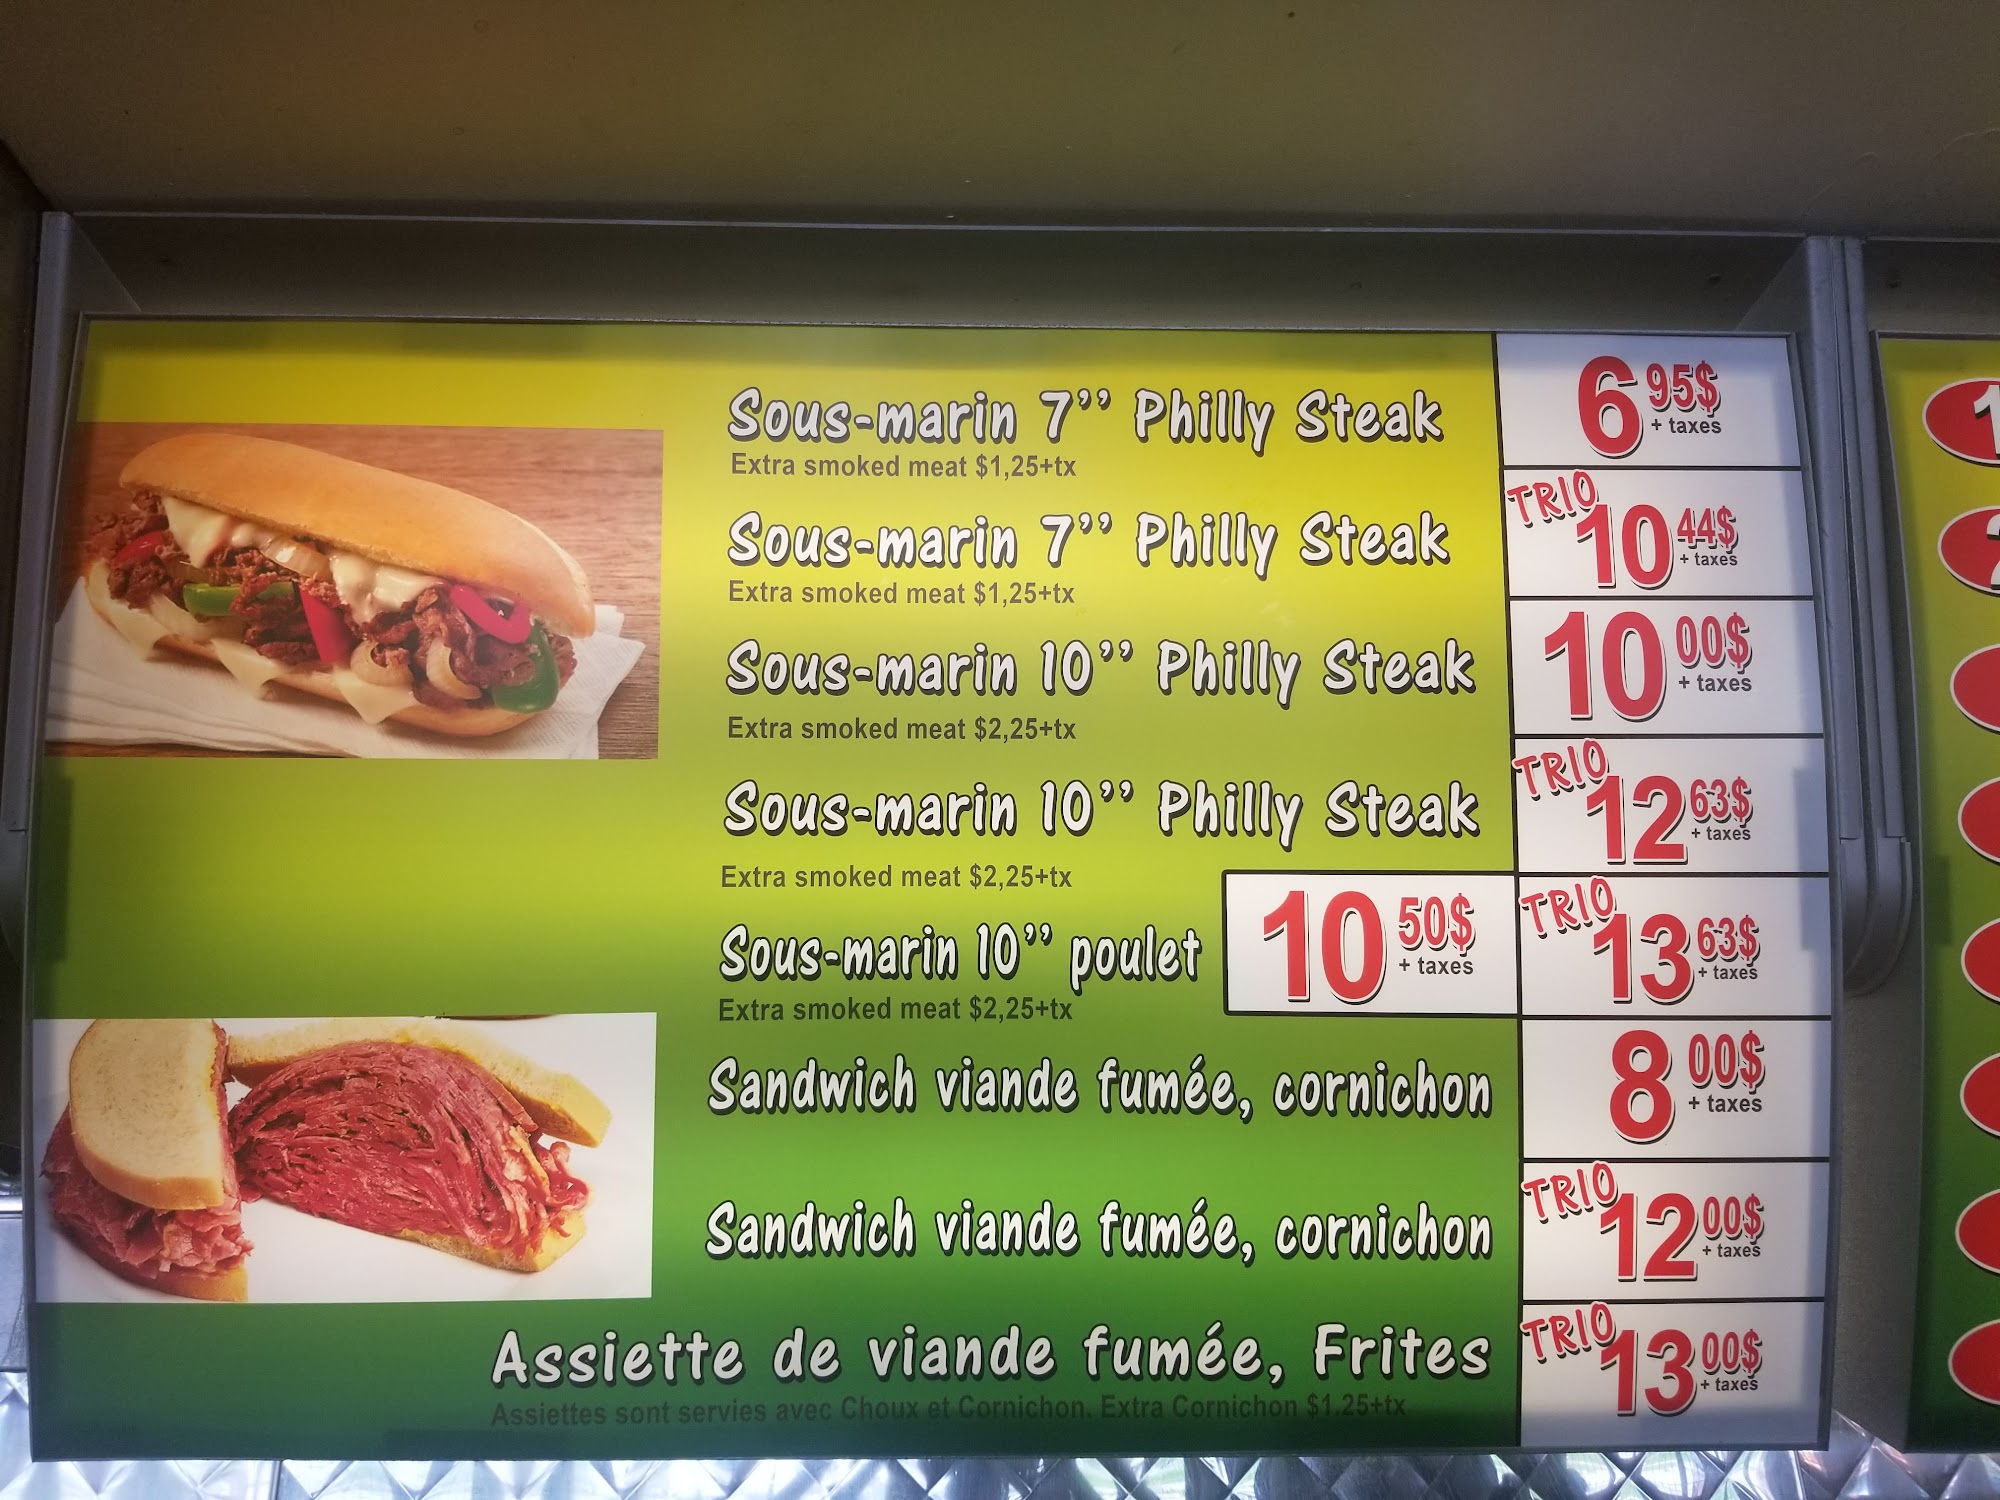 Sous-marin 7’’ Philly Steak 6 95$ + taxes
Extra smoked meat $1,25+tx
Sous-marin 7’’ Philly Steak TRIO 10 44$ + taxes
Extra smoked meat $1,25+tx
Sous-marin 10’’ Philly Steak 10 00$ + taxes
Extra smoked meat $2,25+tx
Sous-marin 10’’ Philly Steak TRIO 12 63$ + taxes
Extra smoked meat $2,25+tx
Sous-marin 10’’ poulet 10 50$ + taxes TRIO 13 63$ + taxes
Extra smoked meat $2,25+tx
Sandwich viande fumée, cornichon 8 00$ + taxes
Sandwich viande fumée, cornichon TRIO 12 00$ + taxes
Assiette de viande fumée, Frites TRIO 13 00$ + taxes
Assiettes sont servies avec Choux et Cornichon. Extra Cornichon $1.25+tx